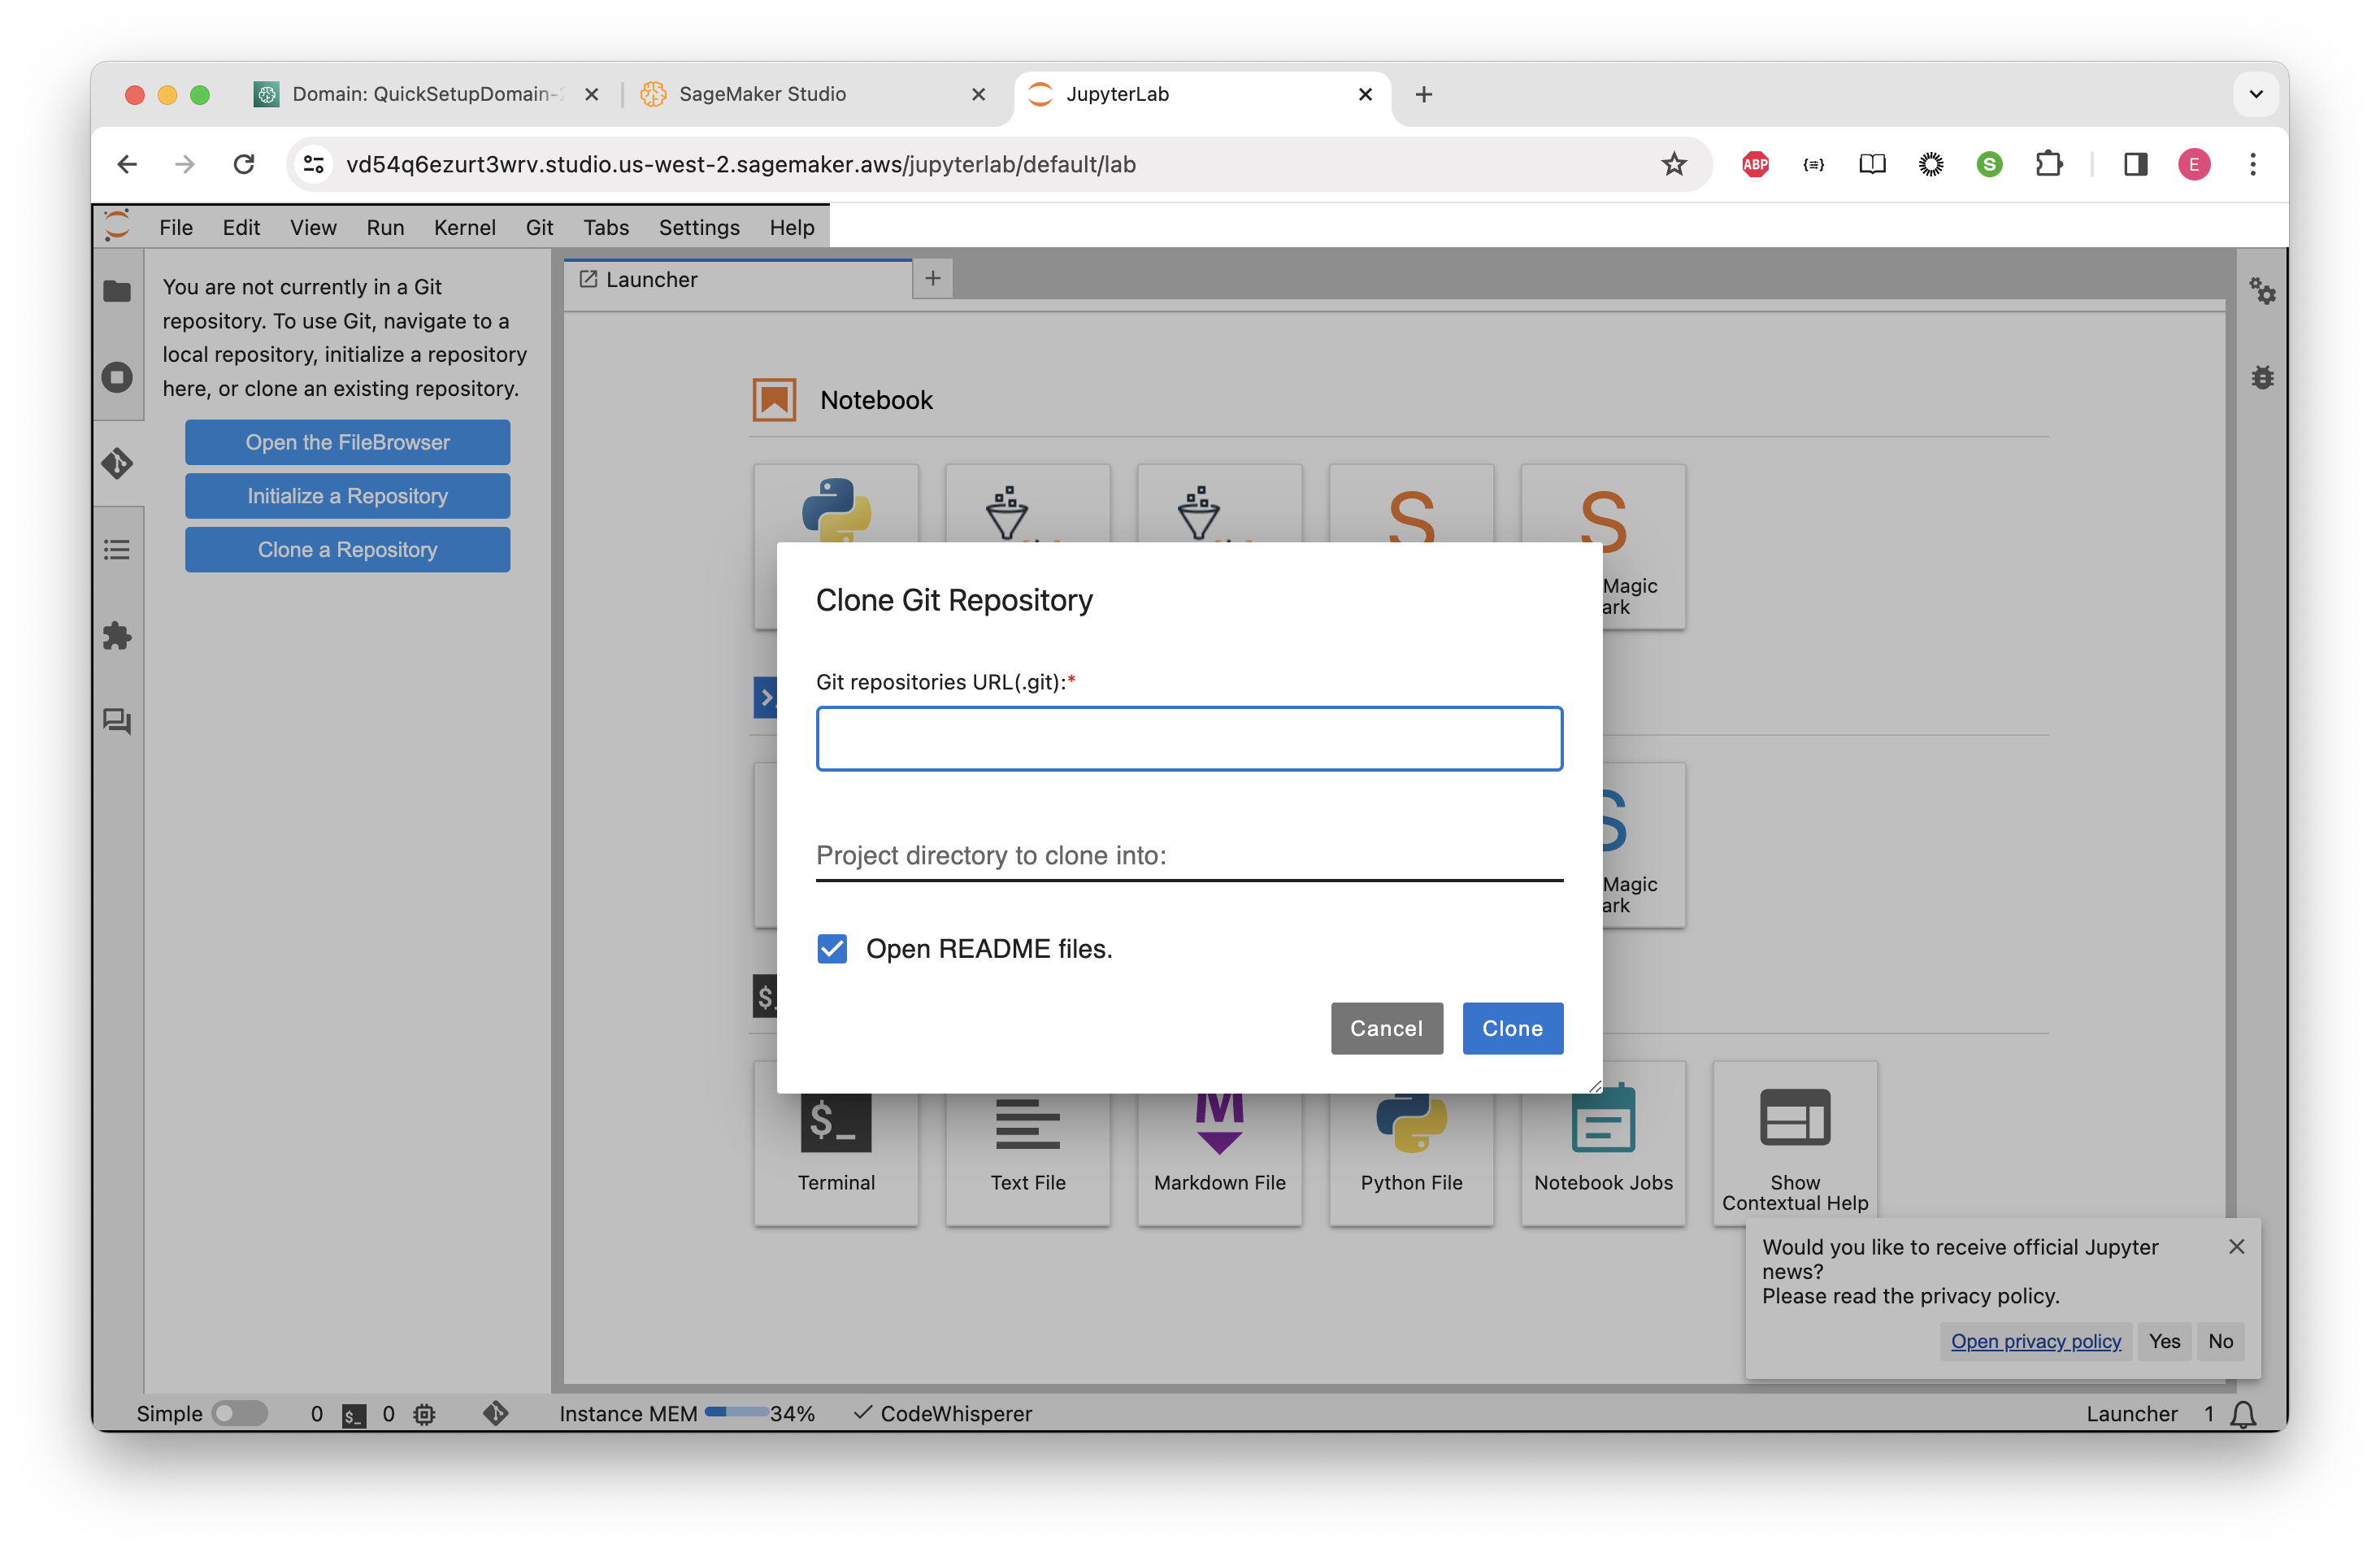 Domain: QuickSetupDomain-
SageMaker Studio
JupyterLab
vd54q6ezurt3wrv.studio.us-west-2.sagemaker.aws/jupyterlab/default/lab
ABP
S
E
File Edit View Run Kernel Git Tabs Settings Help
You are not currently in a Git
repository. To use Git, navigate to a
local repository, initialize a repository
here, or clone an existing repository.
Open the FileBrowser
Initialize a Repository
Clone a Repository
Launcher
Notebook
S
S
Magic
ark
Clone Git Repository
Git repositories URL(.git):*
Project directory to clone into:
Open README files.
Cancel Clone
S
Magic
ark
$
$_
M
Terminal
Text File
Markdown File
Python File
Notebook Jobs
Show
Contextual Help
Would you like to receive official Jupyter
news?
Please read the privacy policy.
Open privacy policy Yes No
Simple 0 $_ 0 Instance MEM 34% CodeWhisperer Launcher 1